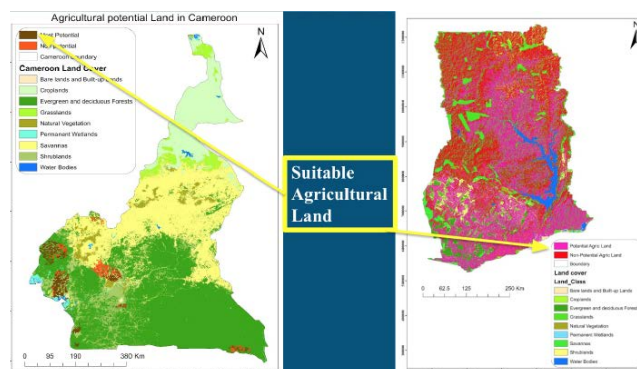 Agricultural potential Land in Cameroon
Potential
Cameroon Boundary
Cameroon Land Cover
Bare lands and Built-up Lands
Croplands
Evergreen and deciduous Forests
Grasslands
Natural Vegetation
Permanent Wetlands
Savannas
Shrublands
Water Bodies
N
0 95 190 380 Km
Suitable
Agricultural
Land
N
0 62.5 125 250 Km
Potential Agric Land
Non-Potential Agric Land
Boundary
Land cover
Land_Class
Bare lands and Built-up Lands
Croplands
Evergreen and deciduous Forest
Grasslands
Natural Vegetation
Permanent Wetlands
Savannas
Shrublands
Water Bodies